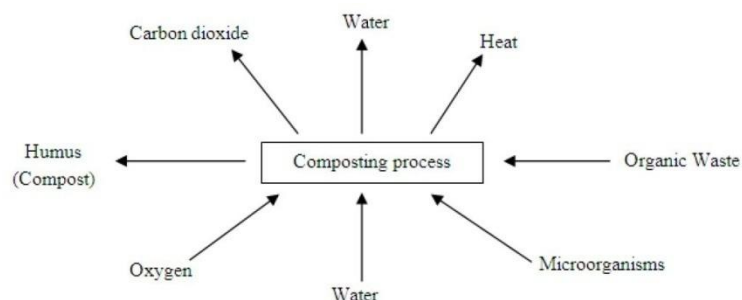 Water
Carbon dioxide
Heat
Humus
(Compost)
Composting process
Organic Waste
Oxygen
Microorganisms
Water